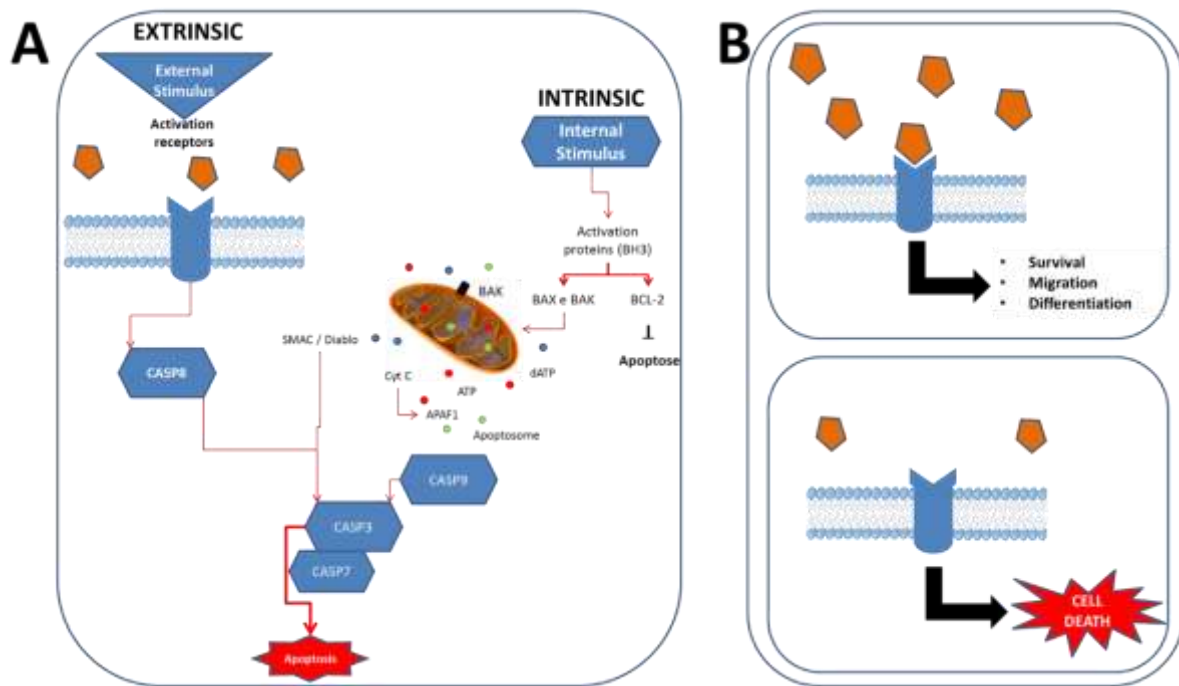 A
EXTRINSIC
External
Stimulus
Activation
receptors
INTRINSIC
Internal
Stimulus
Activation
proteins (BH3)
BAK
BAX e BAK
BCL-2
Apoptose
SMAC / Diablo
Cyt C
ATP
dATP
APAF1
Apoptosome
CASP8
CASP9
CASP3
CASP7
Apoptosis
B
• Survival
• Migration
• Differentiation
CELL
DEATH